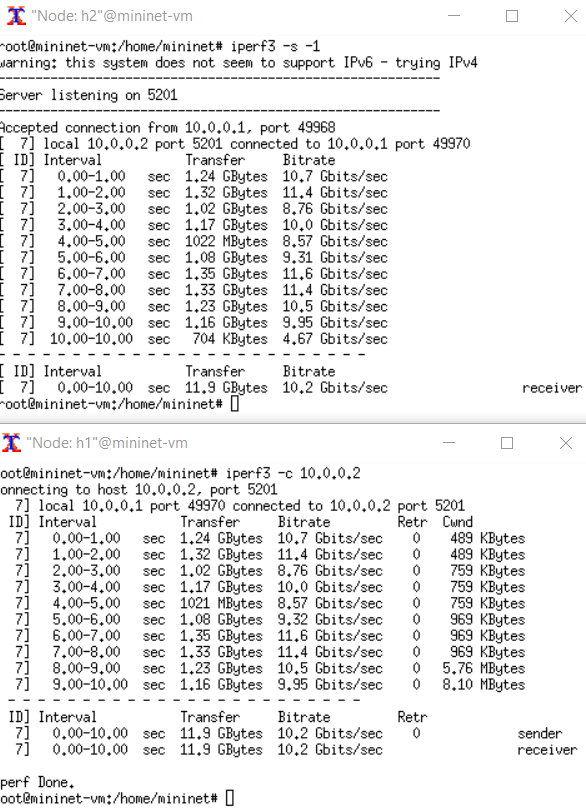 "Node: h2"@mininet-vm
root@mininet-vm:/home/mininet# iperf3 -s -1
warning: this system does not seem to support IPv6 - trying IPv4
-----------------------------------------------------------
Server listening on 5201
-----------------------------------------------------------
Accepted connection from 10.0.0.1, port 49968
[  7] local 10.0.0.2 port 5201 connected to 10.0.0.1 port 49970
[ ID] Interval           Transfer     Bitrate
[  7]   0.00-1.00   sec  1.24 GBytes  10.7 Gbits/sec
[  7]   1.00-2.00   sec  1.32 GBytes  11.4 Gbits/sec
[  7]   2.00-3.00   sec  1.02 GBytes  8.76 Gbits/sec
[  7]   3.00-4.00   sec  1.17 GBytes  10.0 Gbits/sec
[  7]   4.00-5.00   sec  1022 MBytes  8.57 Gbits/sec
[  7]   5.00-6.00   sec  1.08 GBytes  9.31 Gbits/sec
[  7]   6.00-7.00   sec  1.35 GBytes  11.6 Gbits/sec
[  7]   7.00-8.00   sec  1.33 GBytes  11.4 Gbits/sec
[  7]   8.00-9.00   sec  1.23 GBytes  10.5 Gbits/sec
[  7]   9.00-10.00  sec  1.16 GBytes  9.95 Gbits/sec
[  7]  10.00-10.00  sec   704 KBytes  4.67 Gbits/sec
- - - - - - - - - - - - - - - - - - - - - - - - -
[ ID] Interval           Transfer     Bitrate
[  7]   0.00-10.00  sec  11.9 GBytes  10.2 Gbits/sec                  receiver
root@mininet-vm:/home/mininet#
"Node: h1"@mininet-vm
oot@mininet-vm:/home/mininet# iperf3 -c 10.0.0.2
onnecting to host 10.0.0.2, port 5201
  7] local 10.0.0.1 port 49970 connected to 10.0.0.2 port 5201
 ID] Interval           Transfer     Bitrate         Retr  Cwnd
  7]   0.00-1.00   sec  1.24 GBytes  10.7 Gbits/sec    0    489 KBytes
  7]   1.00-2.00   sec  1.32 GBytes  11.4 Gbits/sec    0    489 KBytes
  7]   2.00-3.00   sec  1.02 GBytes  8.76 Gbits/sec    0    759 KBytes
  7]   3.00-4.00   sec  1.17 GBytes  10.0 Gbits/sec    0    759 KBytes
  7]   4.00-5.00   sec  1021 MBytes  8.57 Gbits/sec    0    759 KBytes
  7]   5.00-6.00   sec  1.08 GBytes  9.32 Gbits/sec    0    969 KBytes
  7]   6.00-7.00   sec  1.35 GBytes  11.6 Gbits/sec    0    969 KBytes
  7]   7.00-8.00   sec  1.33 GBytes  11.4 Gbits/sec    0    969 KBytes
  7]   8.00-9.00   sec  1.23 GBytes  10.5 Gbits/sec    0   5.76 MBytes
  7]   9.00-10.00  sec  1.16 GBytes  9.95 Gbits/sec    0   8.10 MBytes
- - - - - - - - - - - - - - - - - - - - - - - - -
 ID] Interval           Transfer     Bitrate         Retr
  7]   0.00-10.00  sec  11.9 GBytes  10.2 Gbits/sec    0             sender
  7]   0.00-10.00  sec  11.9 GBytes  10.2 Gbits/sec                  receiver
perf Done.
oot@mininet-vm:/home/mininet#